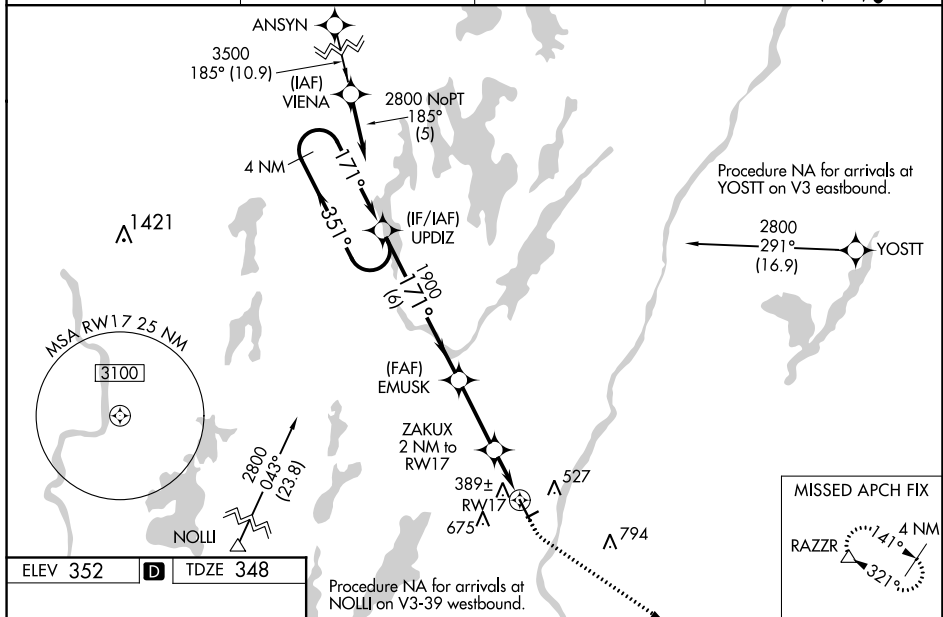 ANSYN
3500
185° (10.9)
(IAF)
VIENA
2800 NoPT
185°
(5)
4 NM
171°
351°
(IF/IAF)
UPDIZ
Procedure NA for arrivals at
YOSTT on V3 eastbound.
2800
291°
(16.9)
YOSTT
1421
1900
171°
(6)
MSA RW17 25 NM
3100
(FAF)
EMUSK
ZAKUX
2 NM to
RW17
2800
043°
(23.8)
NOLLI
389±
RW17
527
675
794
MISSED APCH FIX
RAZZR
4 NM
141°
321°
ELEV 352 D TDZE 348
Procedure NA for arrivals at
NOLLI on V3-39 westbound.